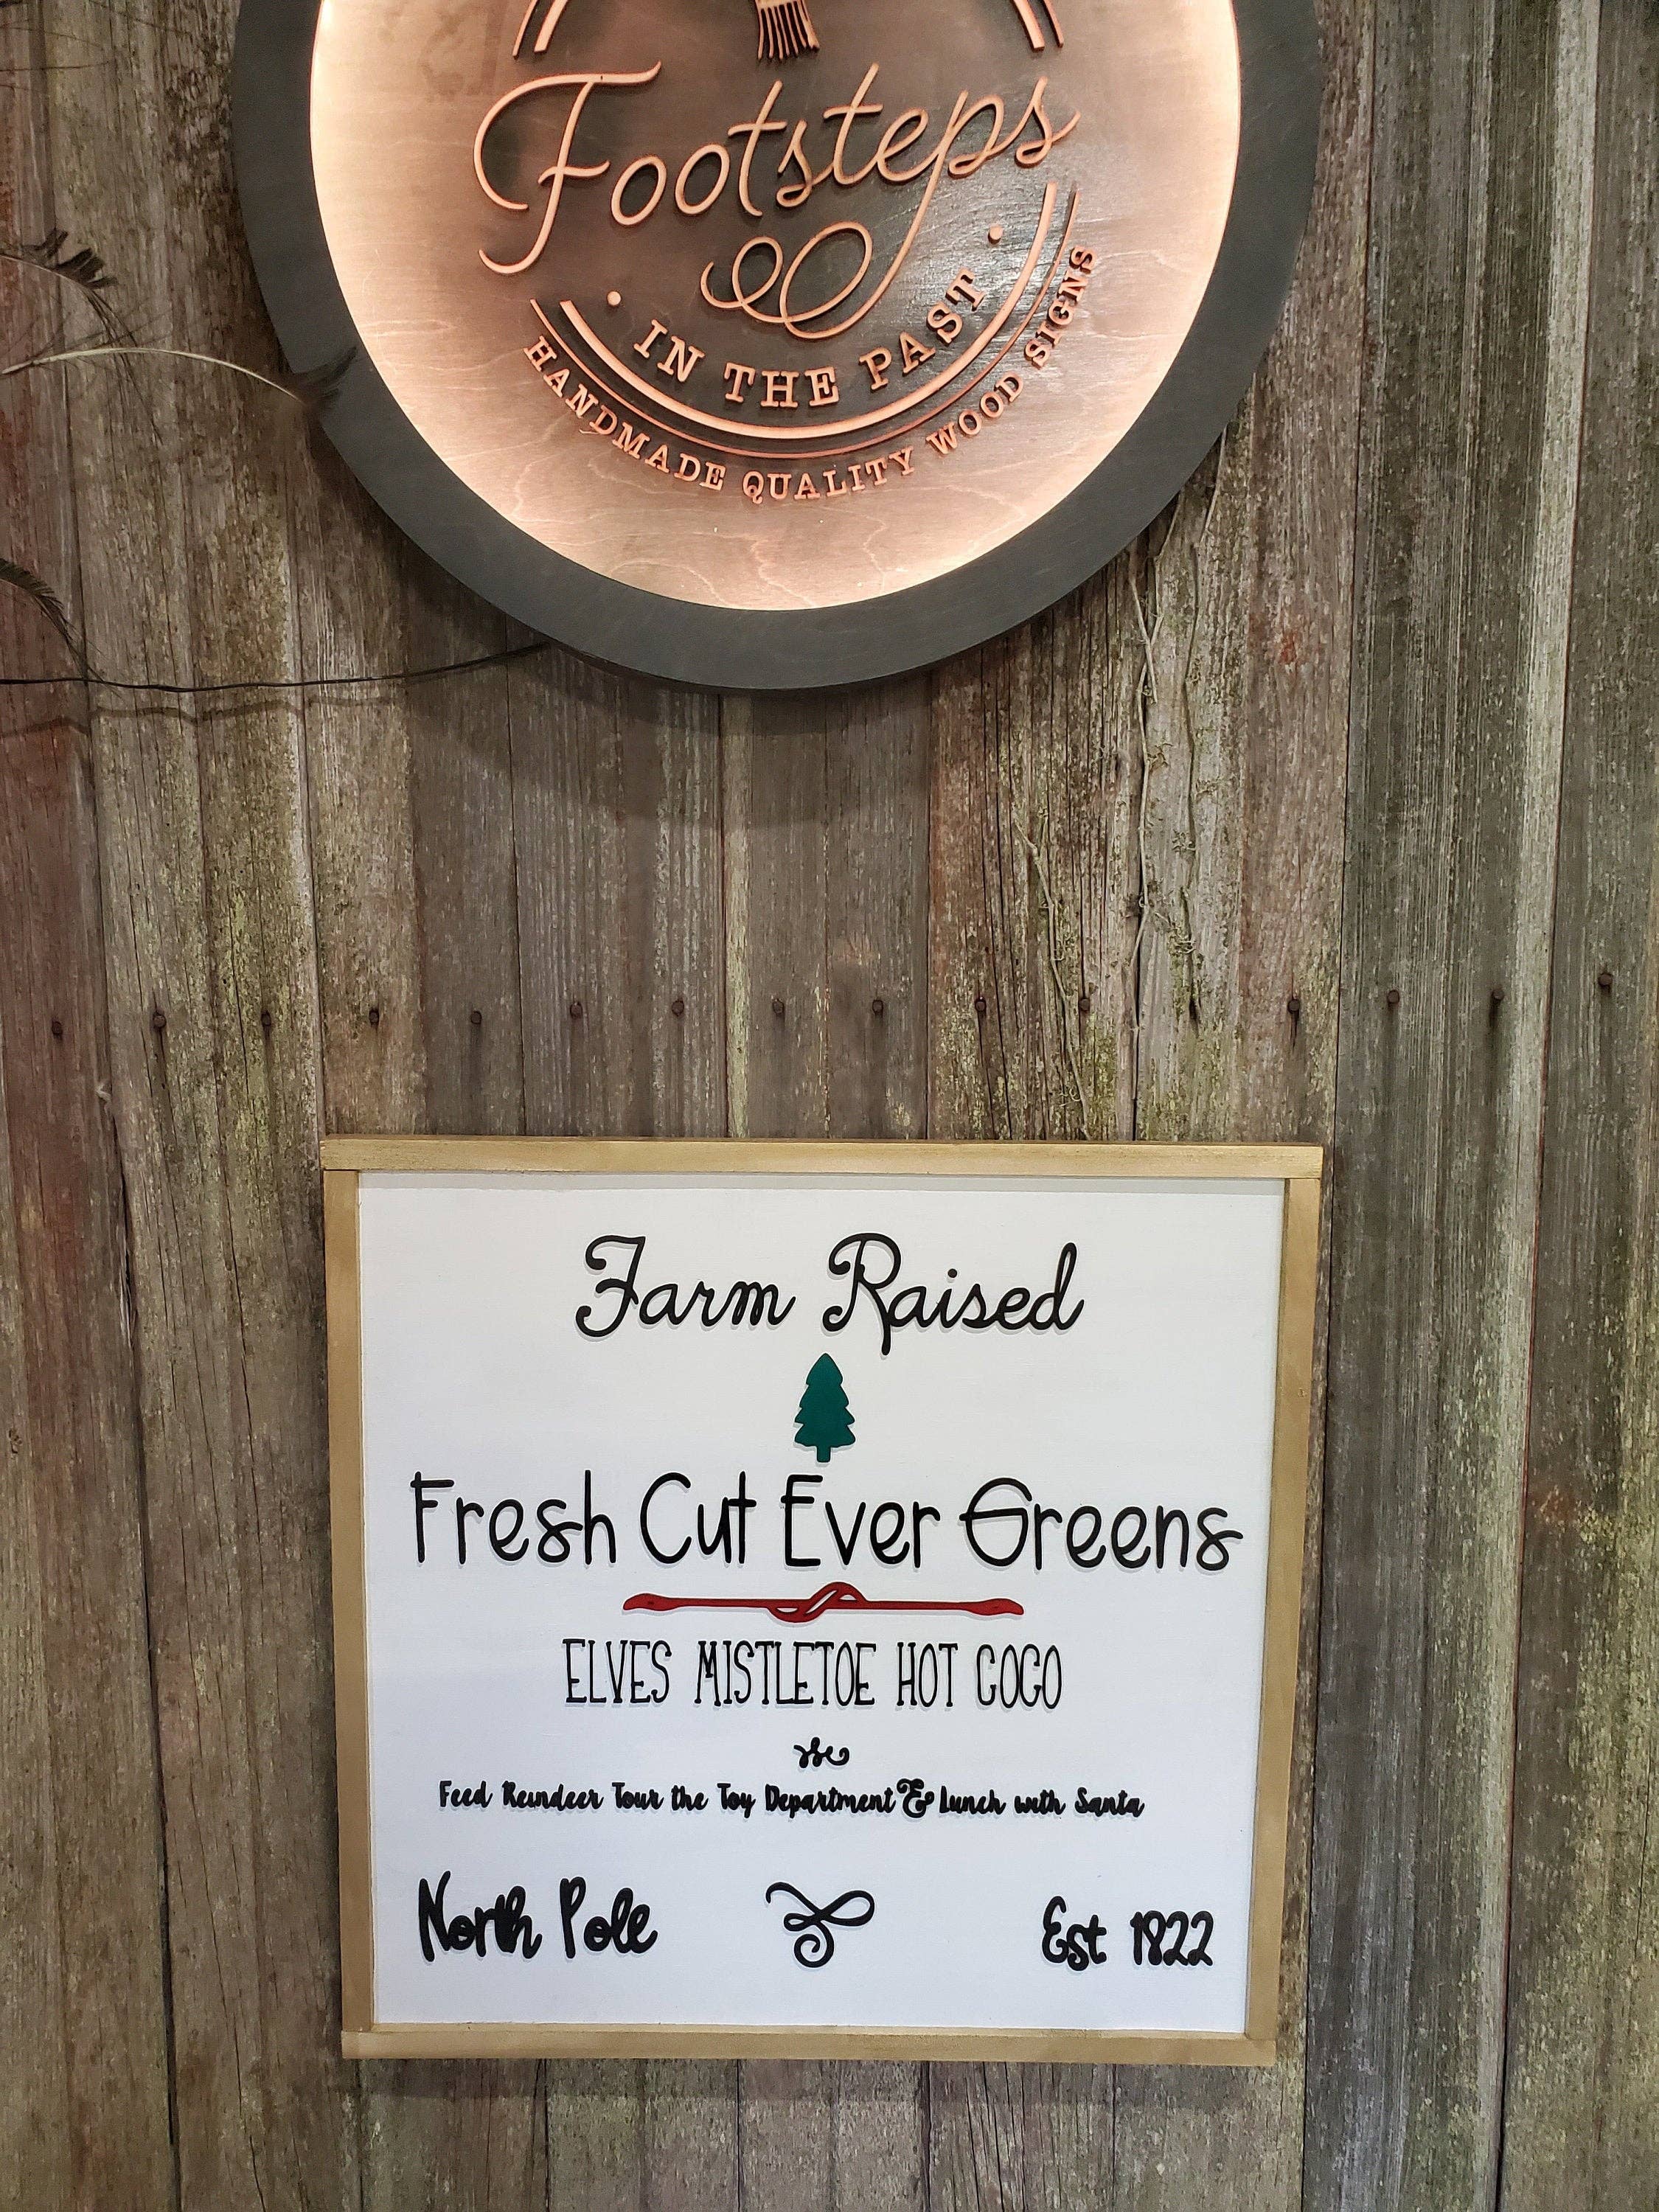 Footsteps
IN THE PAST
HANDMADE QUALITY WOOD SIGNS
Farm Raised
Fresh Cut Ever Greens
ELVES MISTLETOE HOT COCO
Feed Reindeer Tour the Toy Department & Lunch with Santa
North Pole Est 1822